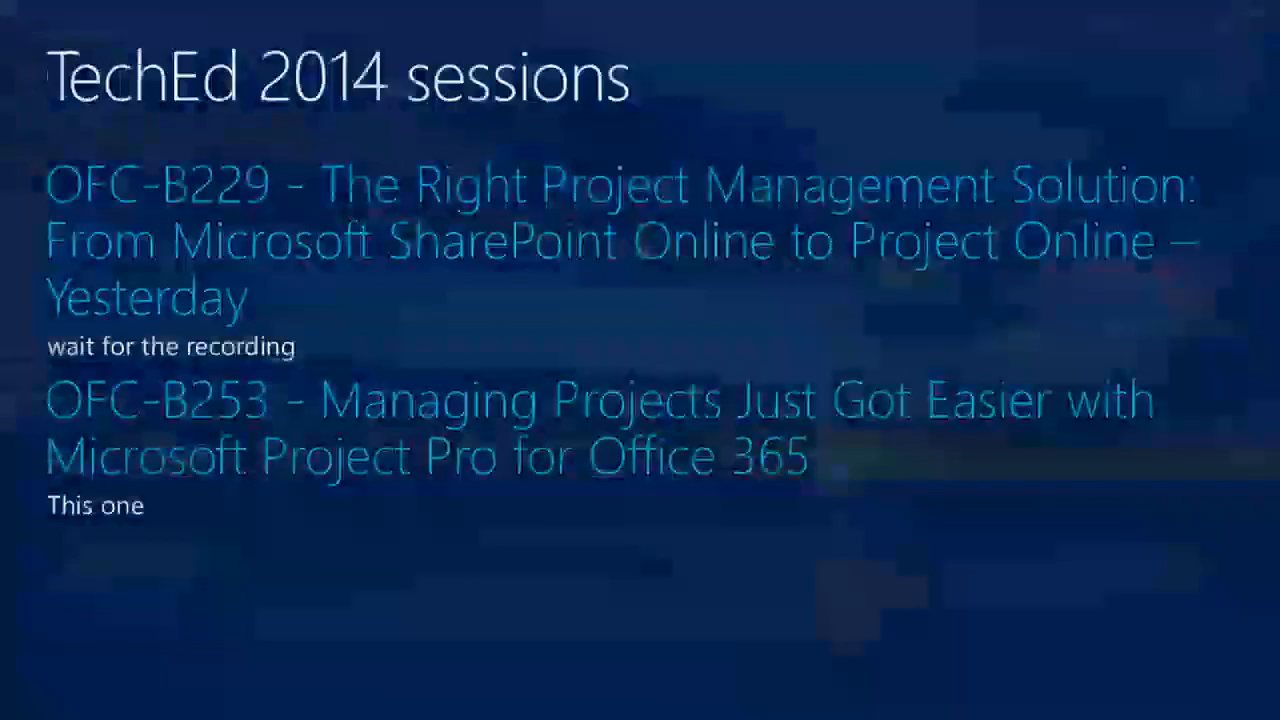 TechEd 2014 sessions
OFC-B229 - The Right Project Management Solution:
From Microsoft SharePoint Online to Project Online –
Yesterday
wait for the recording
OFC-B253 - Managing Projects Just Got Easier with
Microsoft Project Pro for Office 365
This one